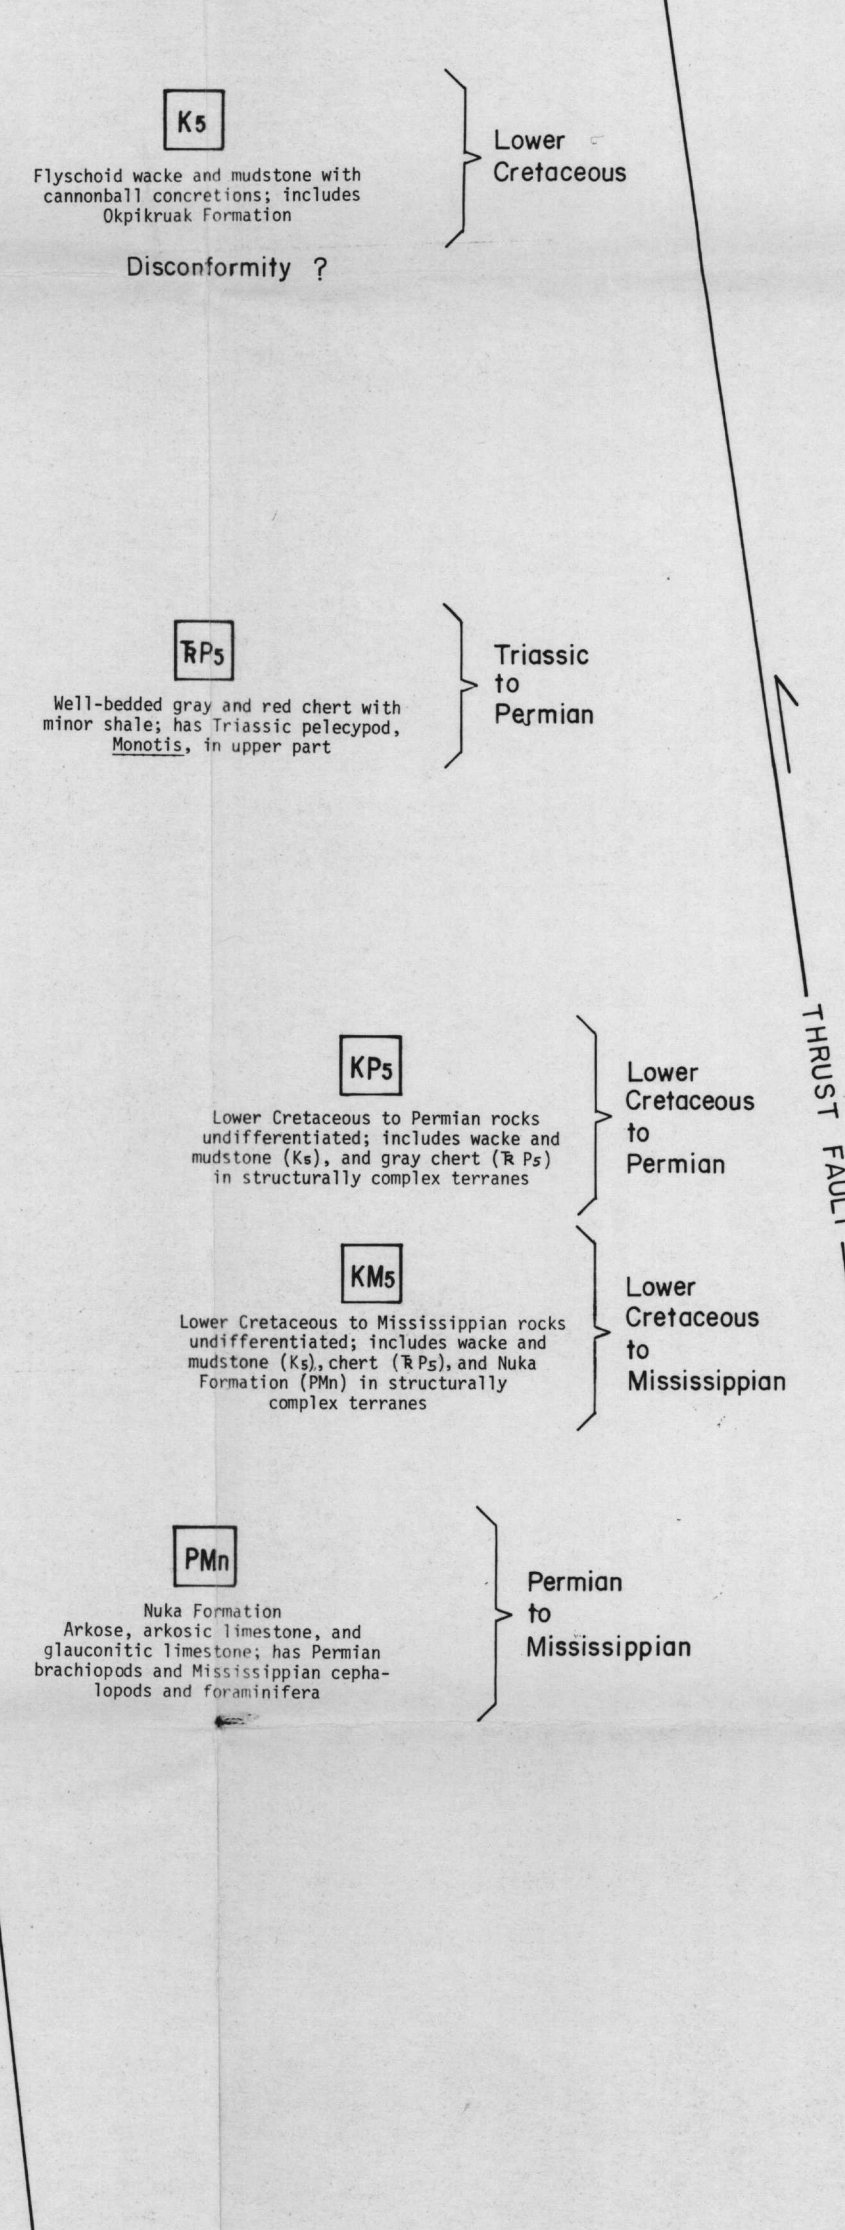 K5
Flyschoid wacke and mudstone with
cannonball concretions; includes
Okpikruak Formation
Lower
Cretaceous
Disconformity ?
TRP5
Well-bedded gray and red chert with
minor shale; has Triassic pelecypod,
Monotis, in upper part
Triassic
to
Permian
THRUST FAULT
KP5
Lower Cretaceous to Permian rocks
undifferentiated; includes wacke and
mudstone (K5), and gray chert (TR P5)
in structurally complex terranes
Lower
Cretaceous
to
Permian
KM5
Lower Cretaceous to Mississippian rocks
undifferentiated; includes wacke and
mudstone (K5), chert (TR P5), and Nuka
Formation (PMn) in structurally
complex terranes
Lower
Cretaceous
to
Mississippian
PMn
Nuka Formation
Arkose, arkosic limestone, and
glauconitic limestone; has Permian
brachiopods and Mississippian cepha-
lopods and foraminifera
Permian
to
Mississippian